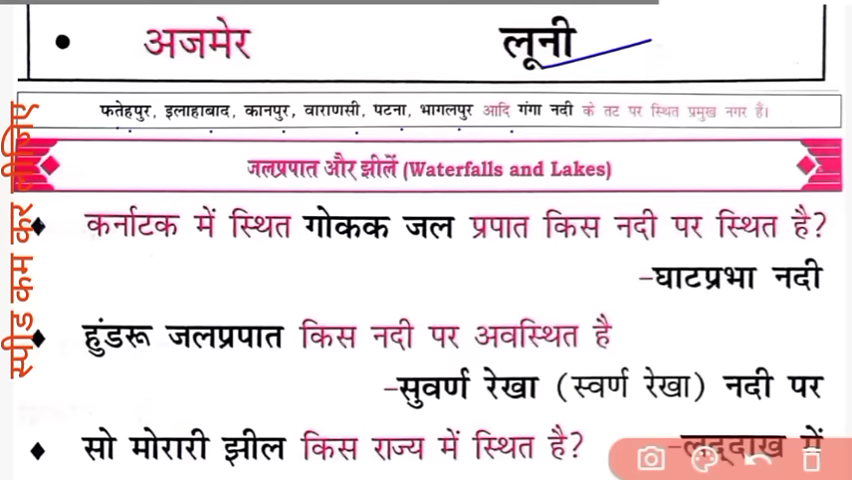 अजमेर लूनी
फतेहपुर, इलाहाबाद, कानपुर, वाराणसी, पटना, भागलपुर आदि गंगा नदी के तट पर स्थित प्रमुख नगर हैं।
जलप्रपात और झीलें (Waterfalls and Lakes)
कर्नाटक में स्थित गोकक जल प्रपात किस नदी पर स्थित है?
-घाटप्रभा नदी
हुंडरू जलप्रपात किस नदी पर अवस्थित है
-सुवर्ण रेखा (स्वर्ण रेखा) नदी पर
सो मोरारी झील किस राज्य में स्थित है? -लद्दाख में
स्पीड कम कर लीजिए